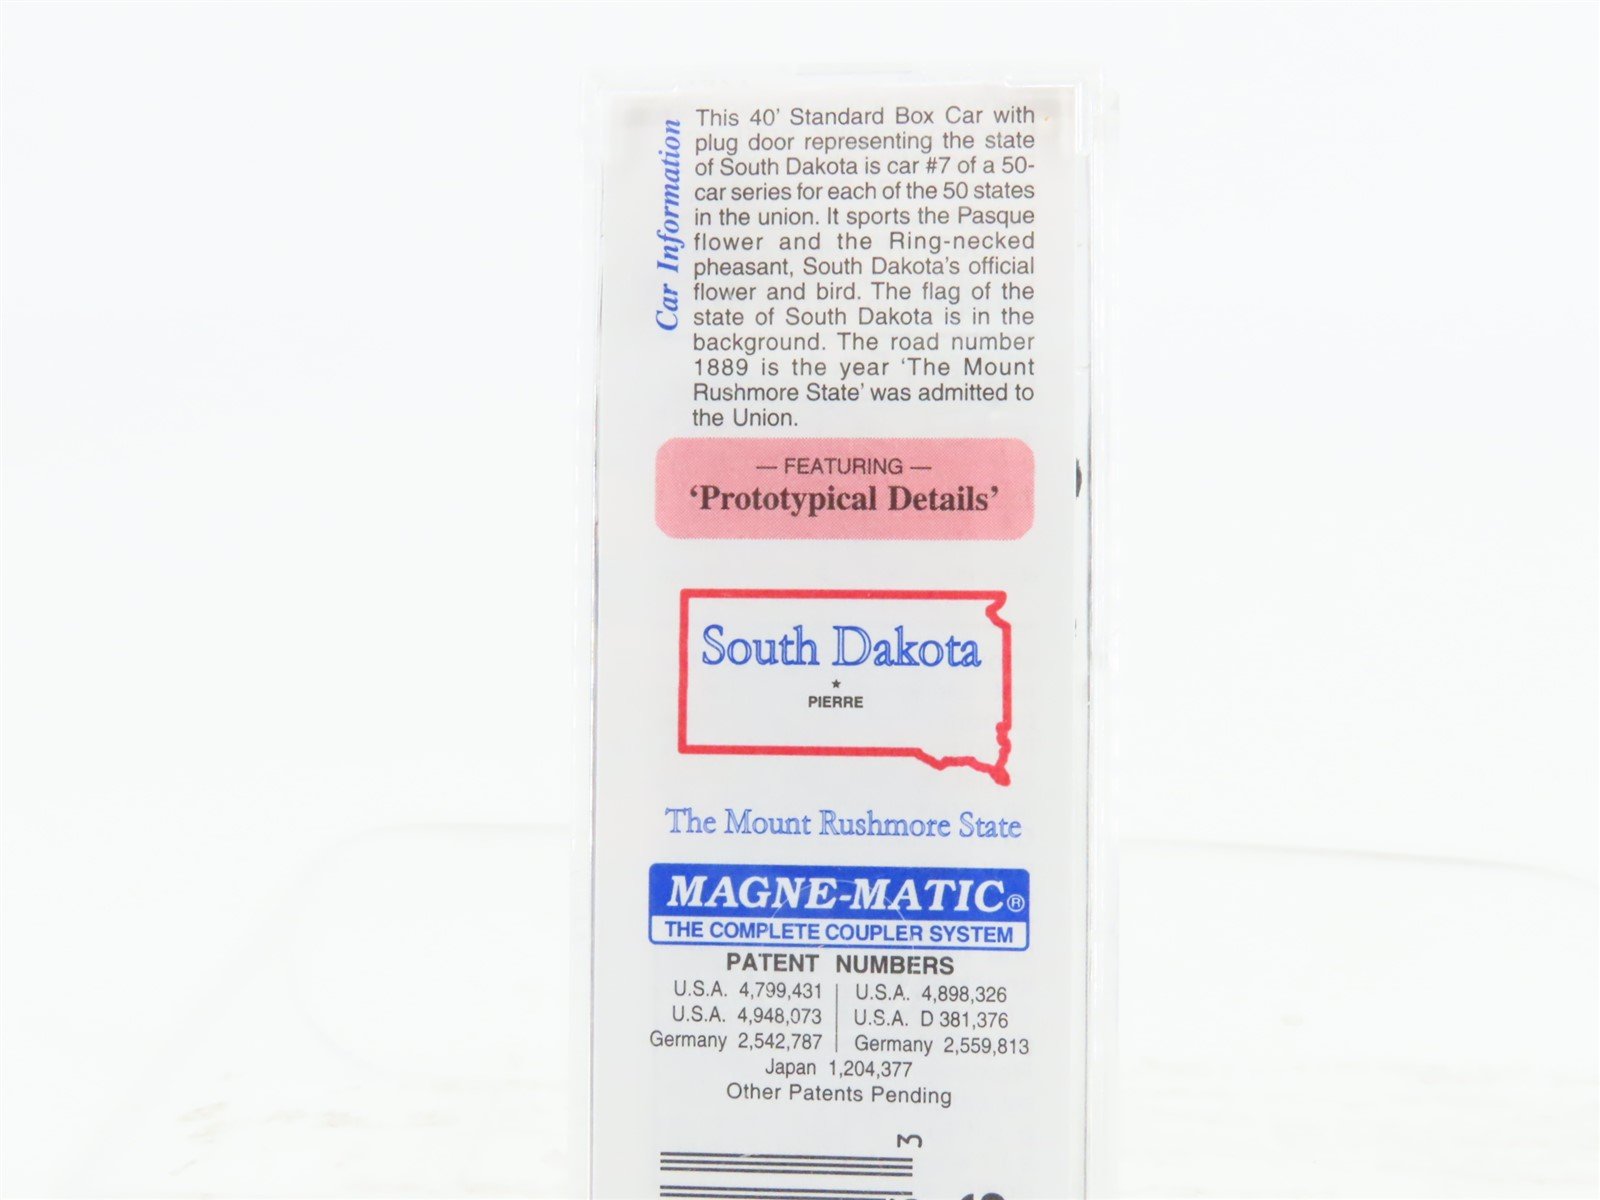 Car Information
This 40' Standard Box Car with
plug door representing the state
of South Dakota is car #7 of a 50-
car series for each of the 50 states
in the union. It sports the Pasque
flower and the Ring-necked
pheasant, South Dakota's official
flower and bird. The flag of the
state of South Dakota is in the
background. The road number
1889 is the year ‘The Mount
Rushmore State’ was admitted to
the Union.
— FEATURING —
‘Prototypical Details’
South Dakota
★
PIERRE
The Mount Rushmore State
MAGNE-MATIC®
THE COMPLETE COUPLER SYSTEM
PATENT NUMBERS
U.S.A. 4,799,431 | U.S.A. 4,898,326
U.S.A. 4,948,073 | U.S.A. D 381,376
Germany 2,542,787 | Germany 2,559,813
Japan 1,204,377
Other Patents Pending
3